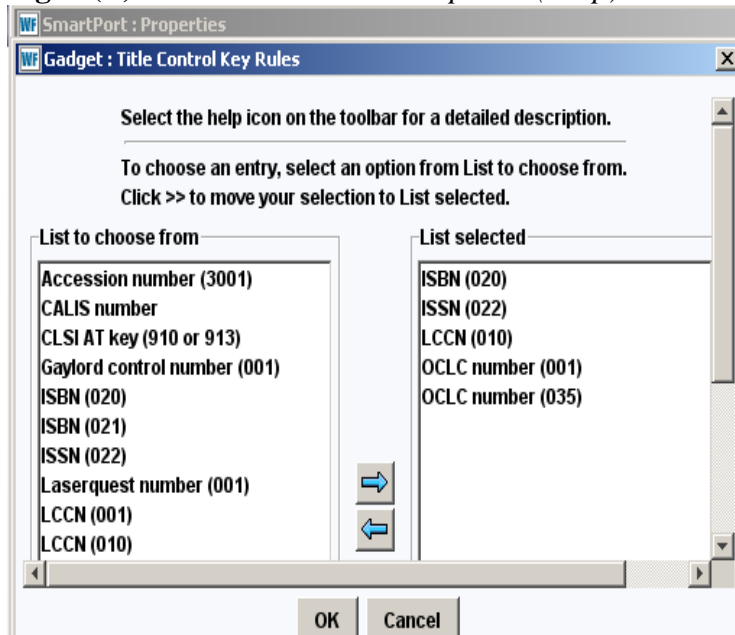 WF SmartPort : Properties
WF Gadget : Title Control Key Rules
Select the help icon on the toolbar for a detailed description.
To choose an entry, select an option from List to choose from.
Click >> to move your selection to List selected.
List to choose from
Accession number (3001)
CALIS number
CLSI AT key (910 or 913)
Gaylord control number (001)
ISBN (020)
ISBN (021)
ISSN (022)
Laserquest number (001)
LCCN (001)
LCCN (010)
List selected
ISBN (020)
ISSN (022)
LCCN (010)
OCLC number (001)
OCLC number (035)
OK Cancel